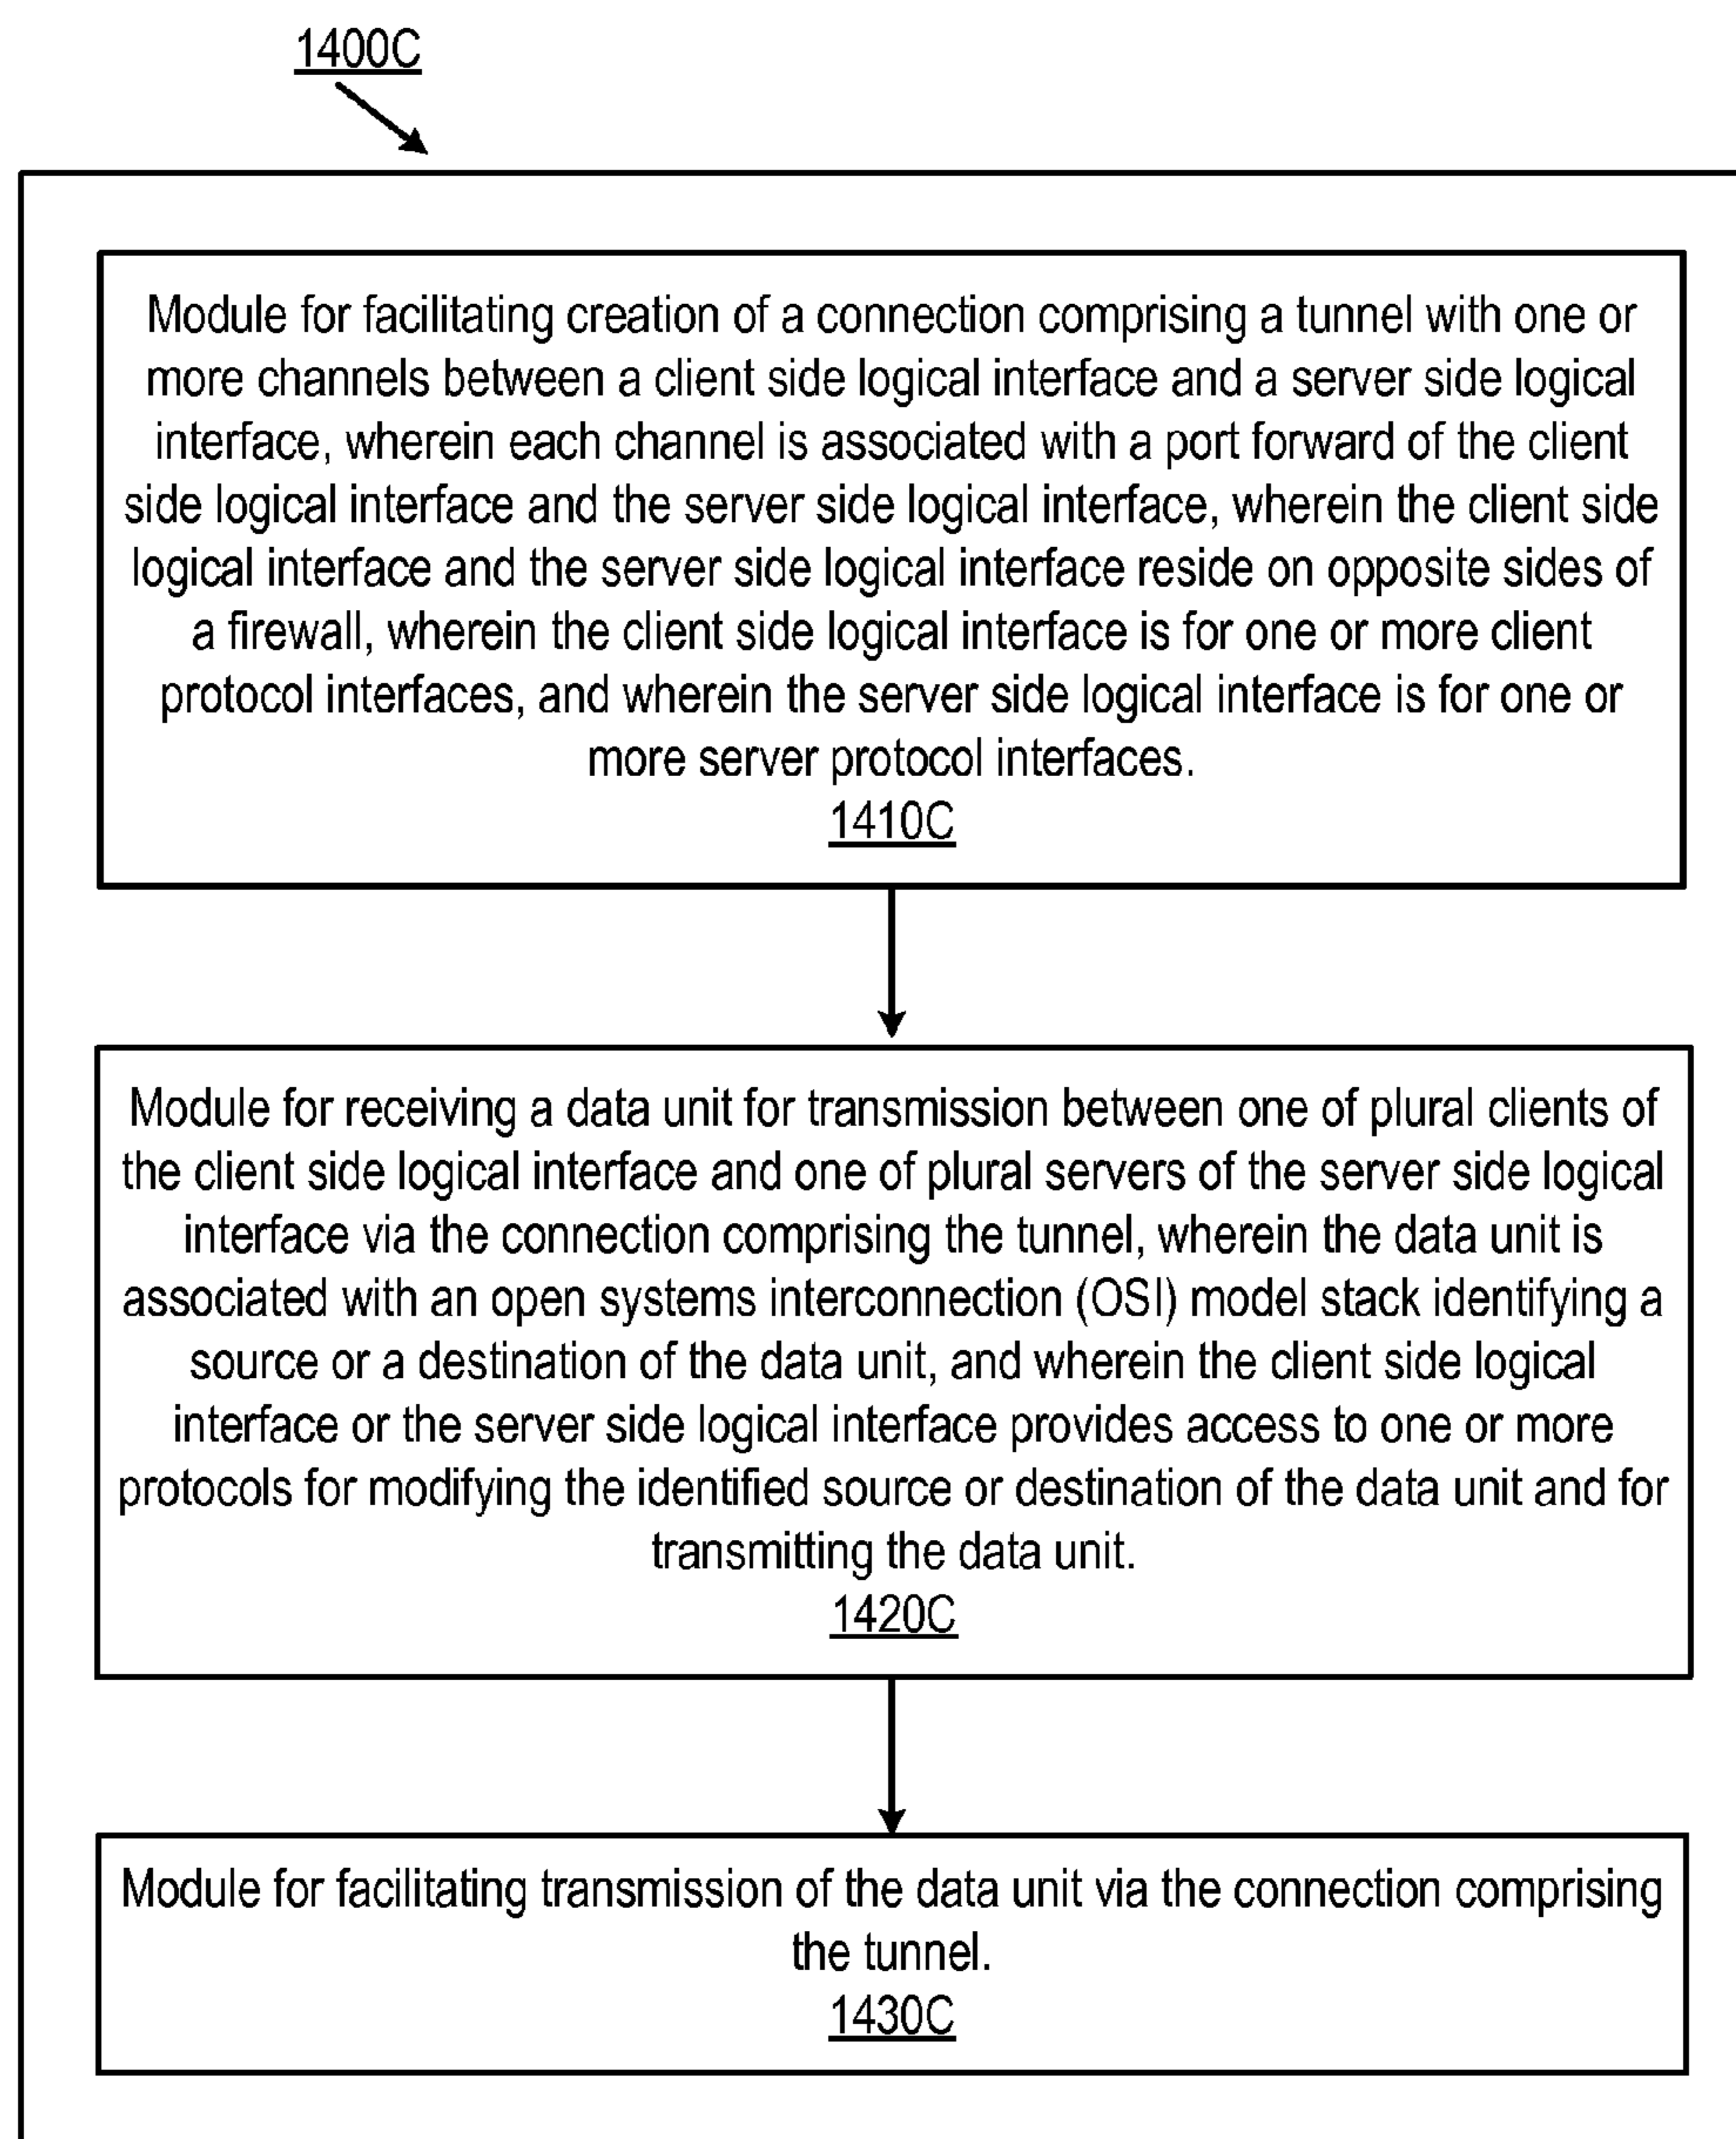 1400C
Module for facilitating creation of a connection comprising a tunnel with one or
more channels between a client side logical interface and a server side logical
interface, wherein each channel is associated with a port forward of the client
side logical interface and the server side logical interface, wherein the client side
logical interface and the server side logical interface reside on opposite sides of
a firewall, wherein the client side logical interface is for one or more client
protocol interfaces, and wherein the server side logical interface is for one or
more server protocol interfaces.
1410C
Module for receiving a data unit for transmission between one of plural clients of
the client side logical interface and one of plural servers of the server side logical
interface via the connection comprising the tunnel, wherein the data unit is
associated with an open systems interconnection (OSI) model stack identifying a
source or a destination of the data unit, and wherein the client side logical
interface or the server side logical interface provides access to one or more
protocols for modifying the identified source or destination of the data unit and for
transmitting the data unit.
1420C
Module for facilitating transmission of the data unit via the connection comprising
the tunnel.
1430C